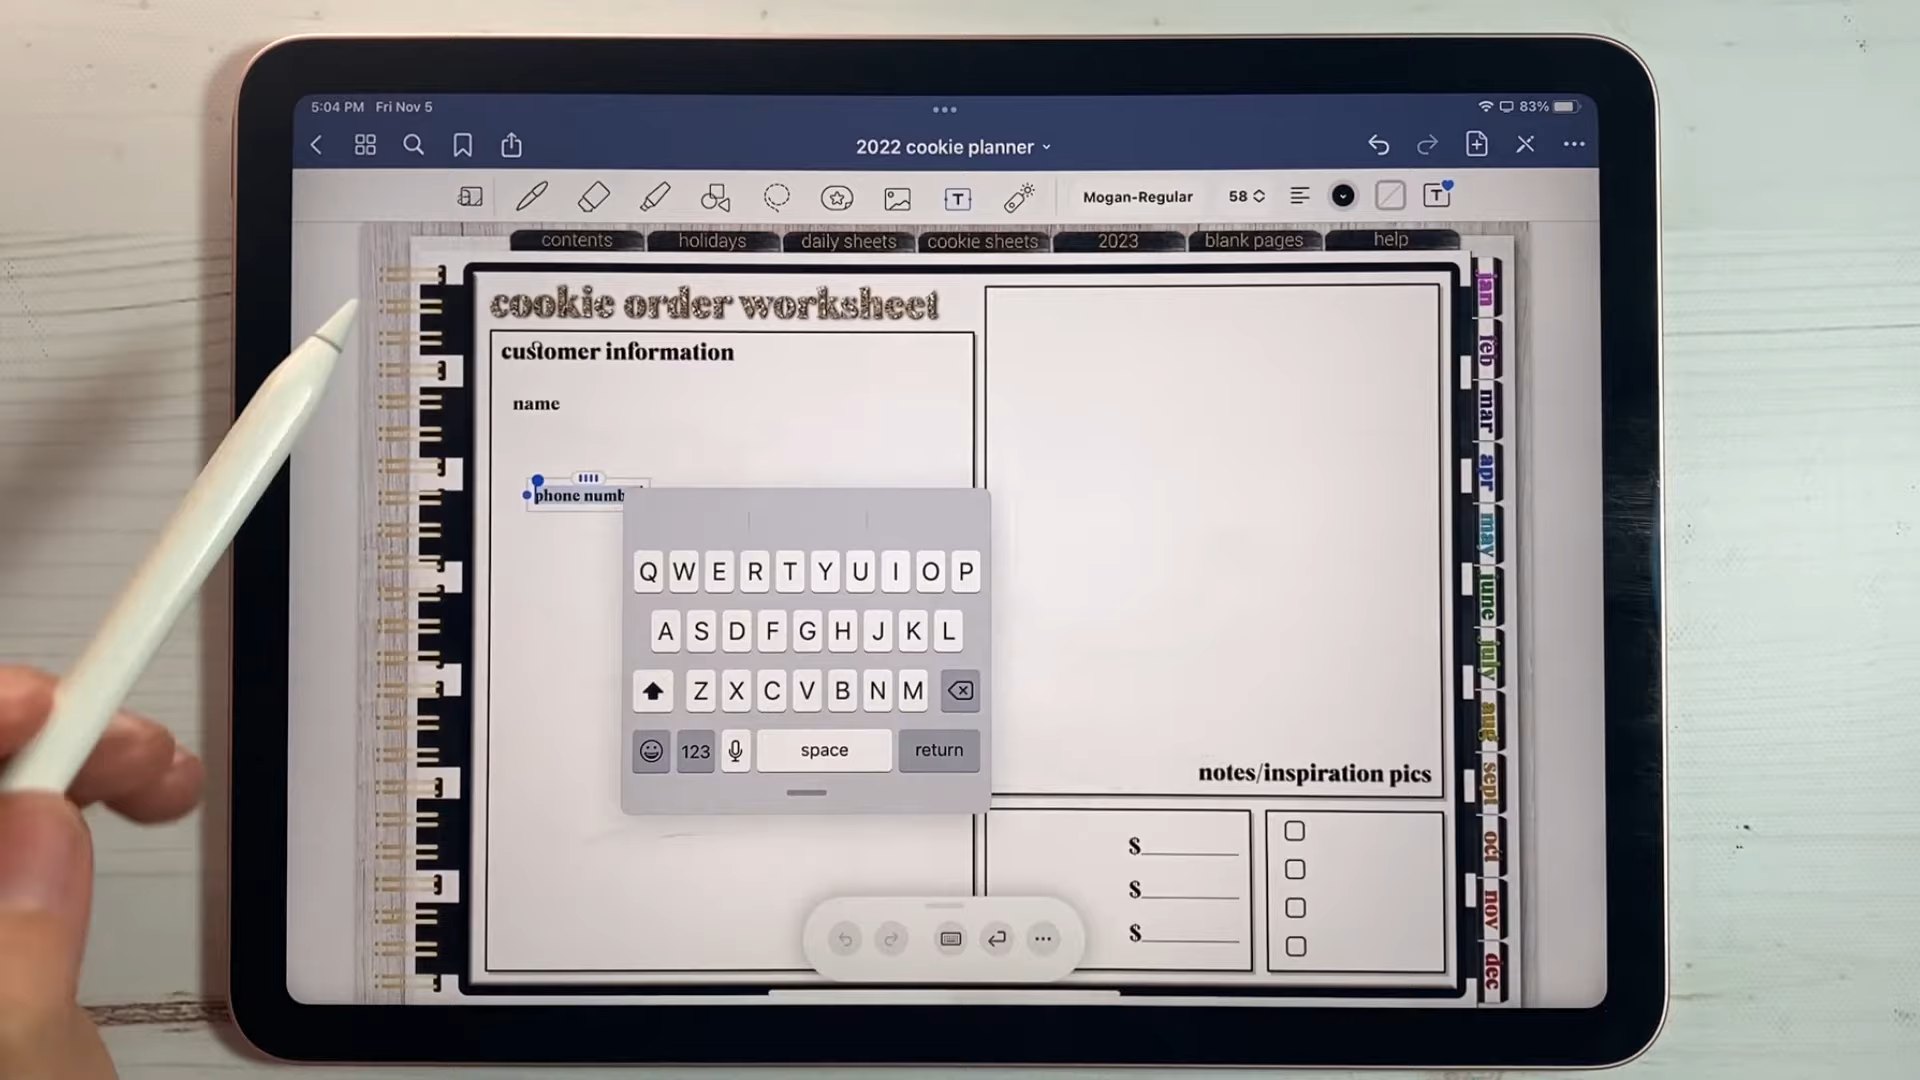 5:04 PM Fri Nov 5
83%
2022 cookie planner
T
Mogan-Regular
58
T
contents
holidays
daily sheets
cookie sheets
2023
blank pages
help
cookie order worksheet
customer information
name
phone numb
Q W E R T Y U I O P
A S D F G H J K L
Z X C V B N M
123
space
return
notes/inspiration pics
$
$
$
jan
feb
mar
apr
may
june
july
aug
sept
oct
nov
dec